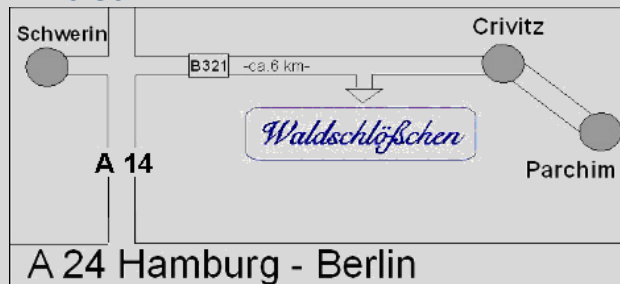 Schwerin
Crivitz
B321 -ca.6 km-
Waldschlößchen
A 14
Parchim
A 24 Hamburg - Berlin